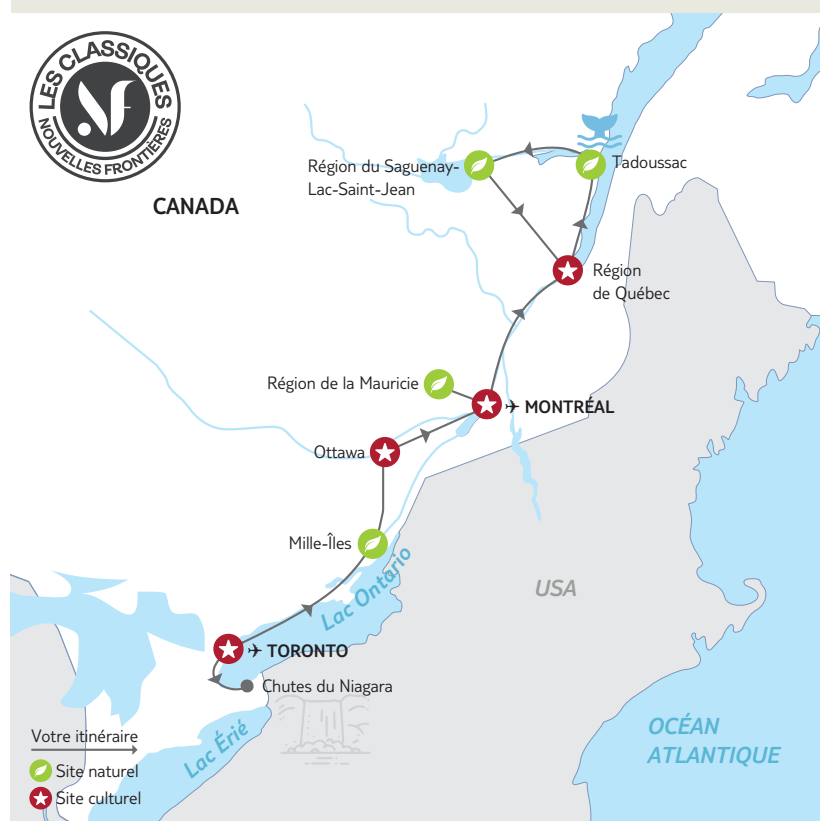 LES CLASSIQUES
NF
NOUVELLES FRONTIÈRES
CANADA
Région du Saguenay-
Lac-Saint-Jean
Tadoussac
Région
de Québec
Région de la Mauricie
MONTRÉAL
Ottawa
Mille-Îles
Lac Ontario
USA
TORONTO
Chutes du Niagara
Lac Érié
OCÉAN
ATLANTIQUE
Votre itinéraire
Site naturel
Site culturel